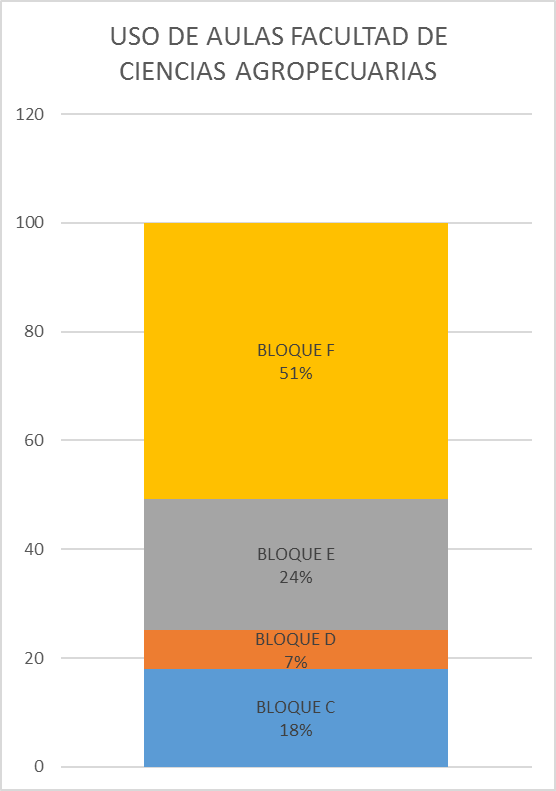 USO DE AULAS FACULTAD DE
CIENCIAS AGROPECUARIAS
120
100
80
60
40
20
0
BLOQUE F
51%
BLOQUE E
24%
BLOQUE D
7%
BLOQUE C
18%